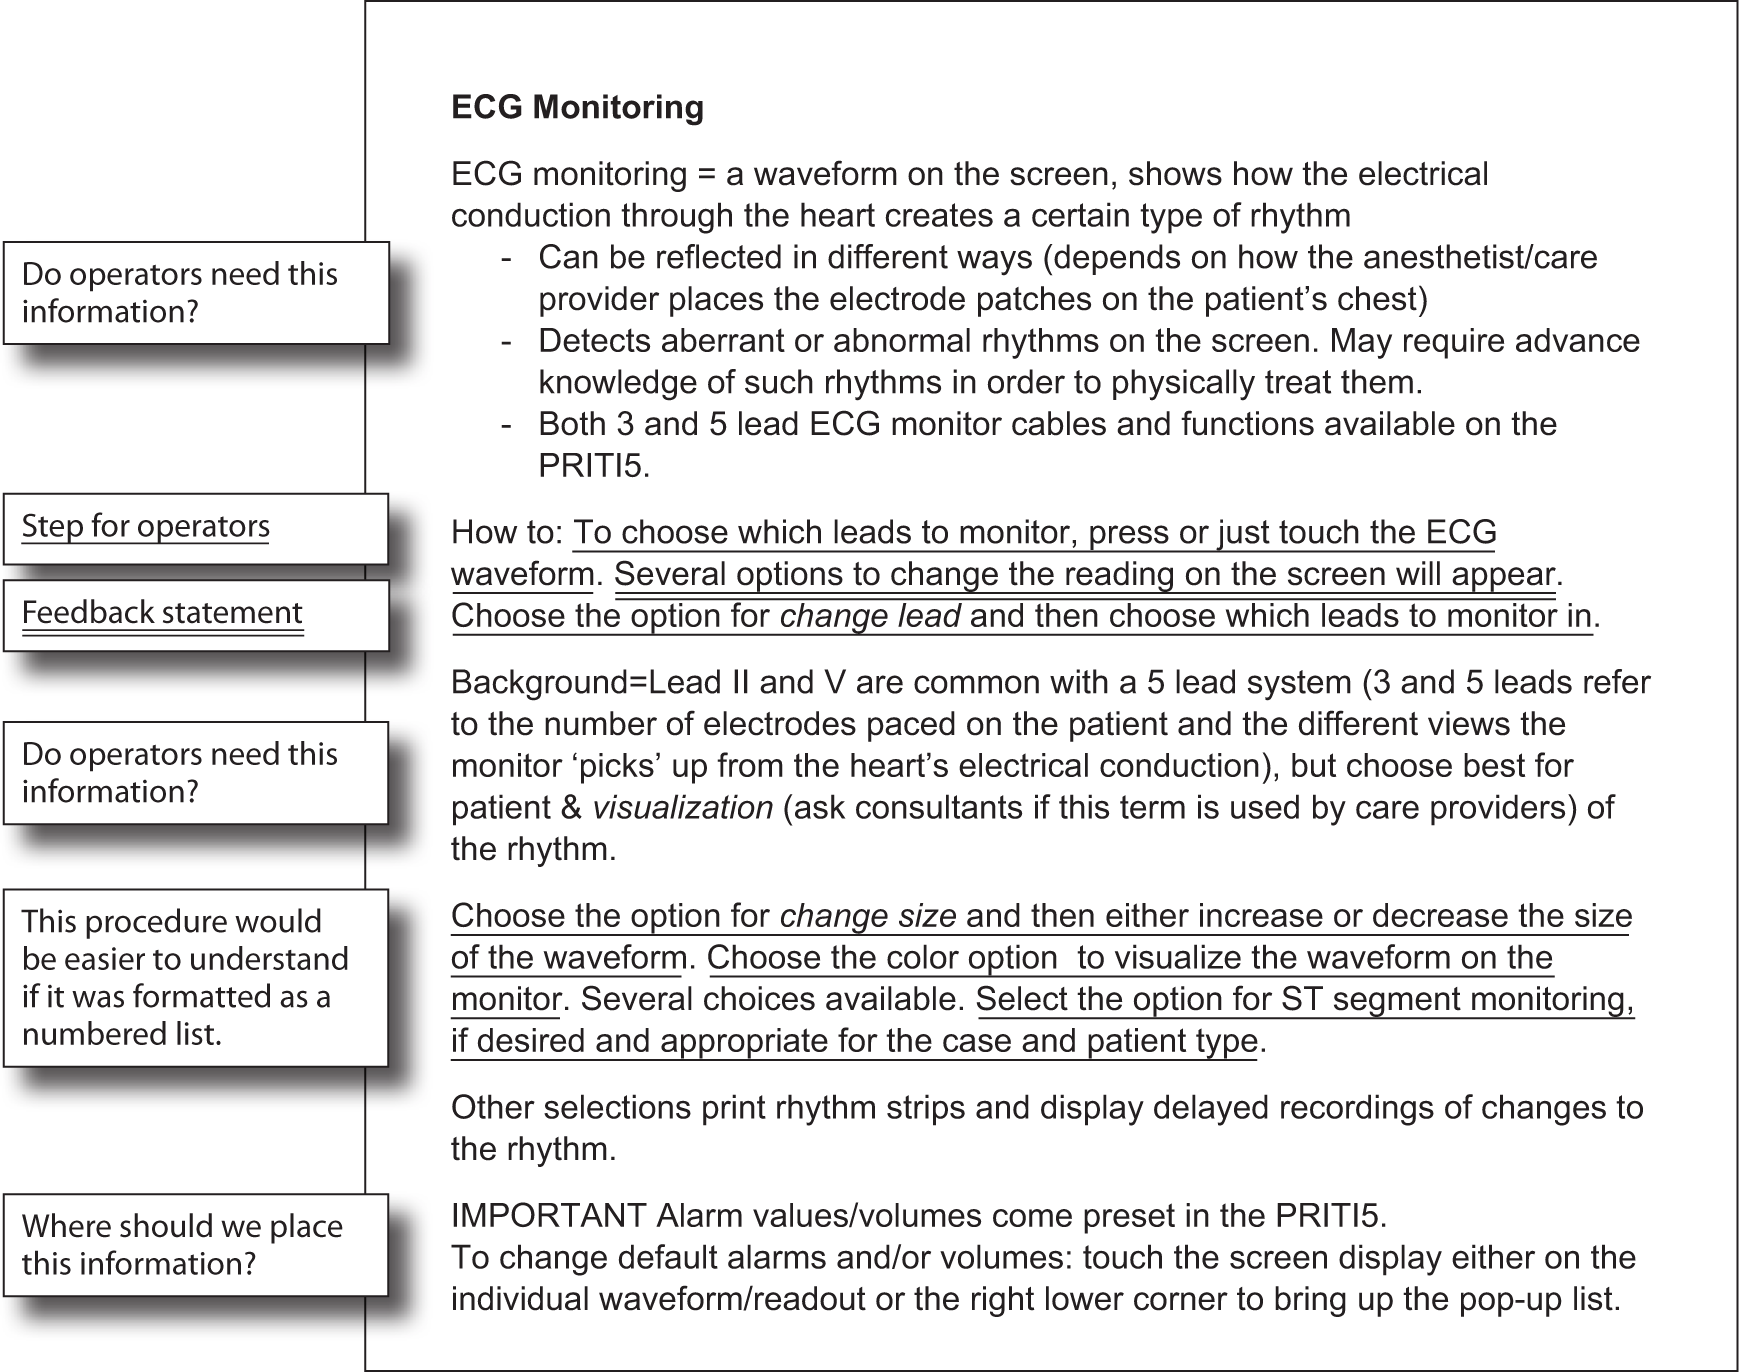 ECG Monitoring
ECG monitoring = a waveform on the screen, shows how the electrical
conduction through the heart creates a certain type of rhythm
Do operators need this
information?
- Can be reflected in different ways (depends on how the anesthetist/care
provider places the electrode patches on the patient’s chest)
- Detects aberrant or abnormal rhythms on the screen. May require advance
knowledge of such rhythms in order to physically treat them.
- Both 3 and 5 lead ECG monitor cables and functions available on the
PRITI5.
Step for operators
Feedback statement
How to: To choose which leads to monitor, press or just touch the ECG
waveform. Several options to change the reading on the screen will appear.
Choose the option for change lead and then choose which leads to monitor in.
Do operators need this
information?
Background=Lead II and V are common with a 5 lead system (3 and 5 leads refer
to the number of electrodes paced on the patient and the different views the
monitor ‘picks’ up from the heart’s electrical conduction), but choose best for
patient & visualization (ask consultants if this term is used by care providers) of
the rhythm.
This procedure would
be easier to understand
if it was formatted as a
numbered list.
Choose the option for change size and then either increase or decrease the size
of the waveform. Choose the color option  to visualize the waveform on the
monitor. Several choices available. Select the option for ST segment monitoring,
if desired and appropriate for the case and patient type.
Other selections print rhythm strips and display delayed recordings of changes to
the rhythm.
Where should we place
this information?
IMPORTANT Alarm values/volumes come preset in the PRITI5.
To change default alarms and/or volumes: touch the screen display either on the
individual waveform/readout or the right lower corner to bring up the pop-up list.